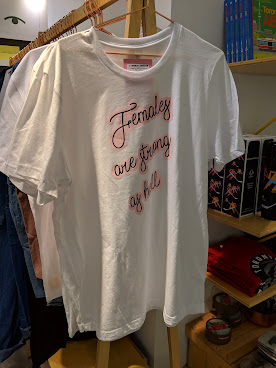 Females
are strong
as hell